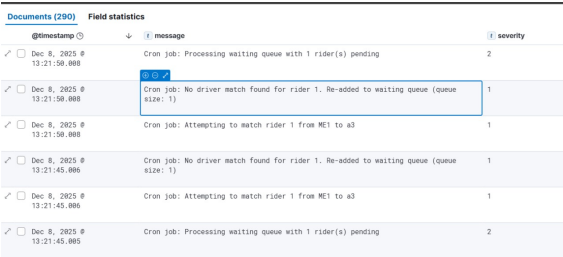 Documents (290) Field statistics
@timestamp message severity
Dec 8, 2025 @ Cron job: Processing waiting queue with 1 rider(s) pending 2
13:21:50.008
Dec 8, 2025 @ Cron job: No driver match found for rider 1. Re-added to waiting queue (queue 1
13:21:50.008 size: 1)
Dec 8, 2025 @ Cron job: Attempting to match rider 1 from ME1 to a3 1
13:21:50.008
Dec 8, 2025 @ Cron job: No driver match found for rider 1. Re-added to waiting queue (queue 1
13:21:45.006 size: 1)
Dec 8, 2025 @ Cron job: Attempting to match rider 1 from ME1 to a3 1
13:21:45.006
Dec 8, 2025 @ Cron job: Processing waiting queue with 1 rider(s) pending 2
13:21:45.005